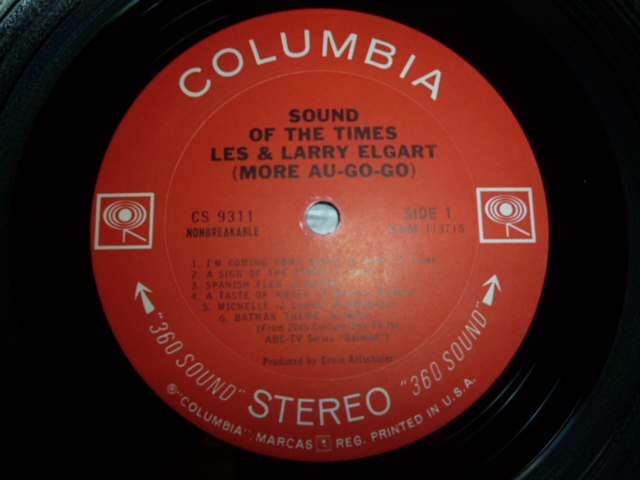 COLUMBIA
SOUND
OF THE TIMES
LES & LARRY ELGART
(MORE AU-GO-GO)
CS 9311
NONBREAKABLE
SIDE 1
113715
1. I'M COMING HOME
2. A SIGN OF THE TIMES
3. SPANISH FLEA
4. A TASTE OF HONEY
5. MICHELLE
6. BATMAN THEME
(From 20th Century-Fox TV for
ABC-TV Series "Batman")
Produced by Ernie Altschuler
"360 SOUND" STEREO "360 SOUND"
Ⓟ "COLUMBIA", MARCAS REG. PRINTED IN U.S.A.